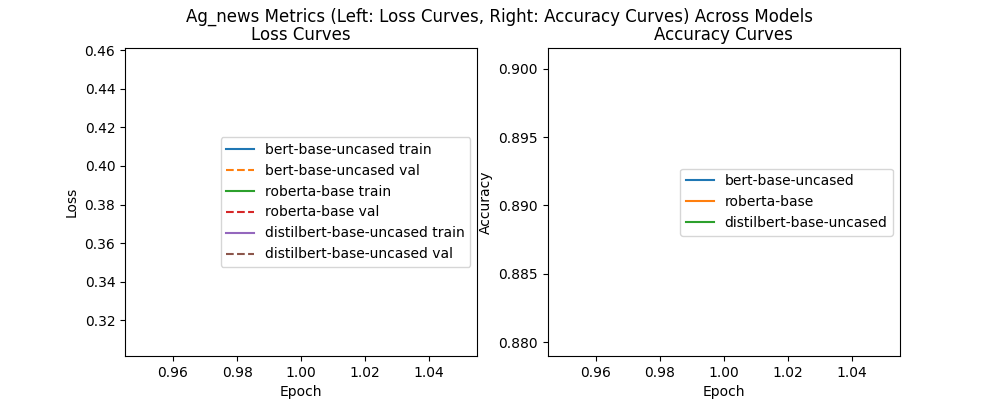 Ag_news Metrics (Left: Loss Curves, Right: Accuracy Curves) Across Models
Loss Curves
0.46
0.44
0.42
0.40
0.38
0.36
0.34
0.32
Loss
bert-base-uncased train
bert-base-uncased val
roberta-base train
roberta-base val
distilbert-base-uncased train
distilbert-base-uncased val
0.96 0.98 1.00 1.02 1.04
Epoch
Accuracy Curves
0.900
0.895
0.890
0.885
0.880
Accuracy
bert-base-uncased
roberta-base
distilbert-base-uncased
0.96 0.98 1.00 1.02 1.04
Epoch